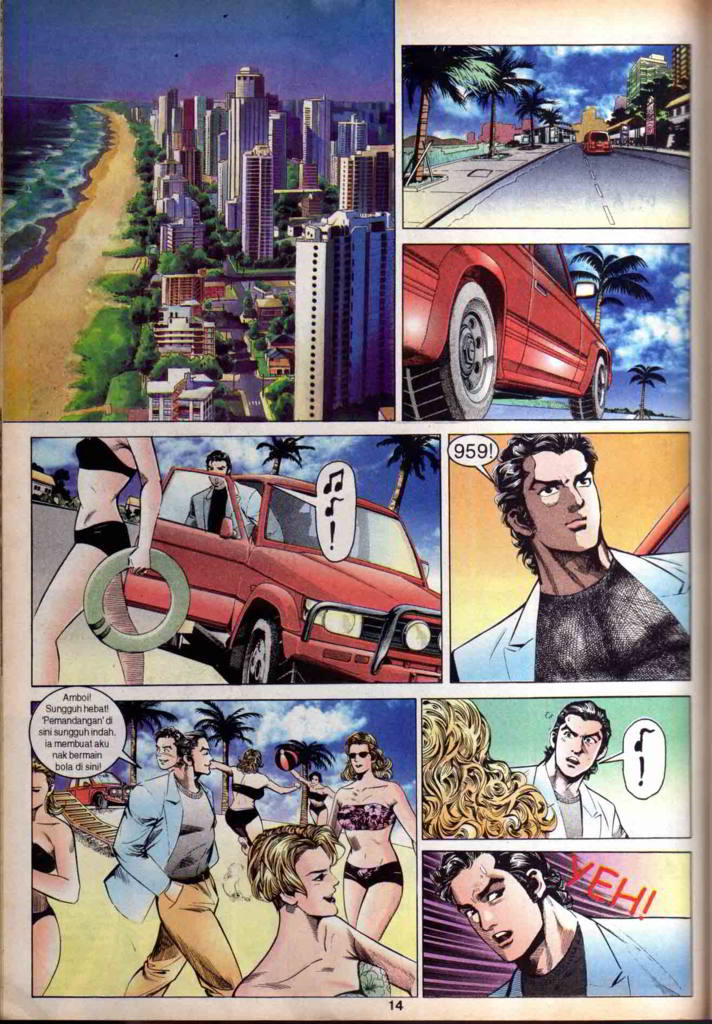 ♫ ♪ !
959!
Amboi!
Sungguh hebat!
'Pemandangan' di
sini sungguh indah.
ia membuat aku
nak bermain
bola di sini!
♪ !
YEH!
14